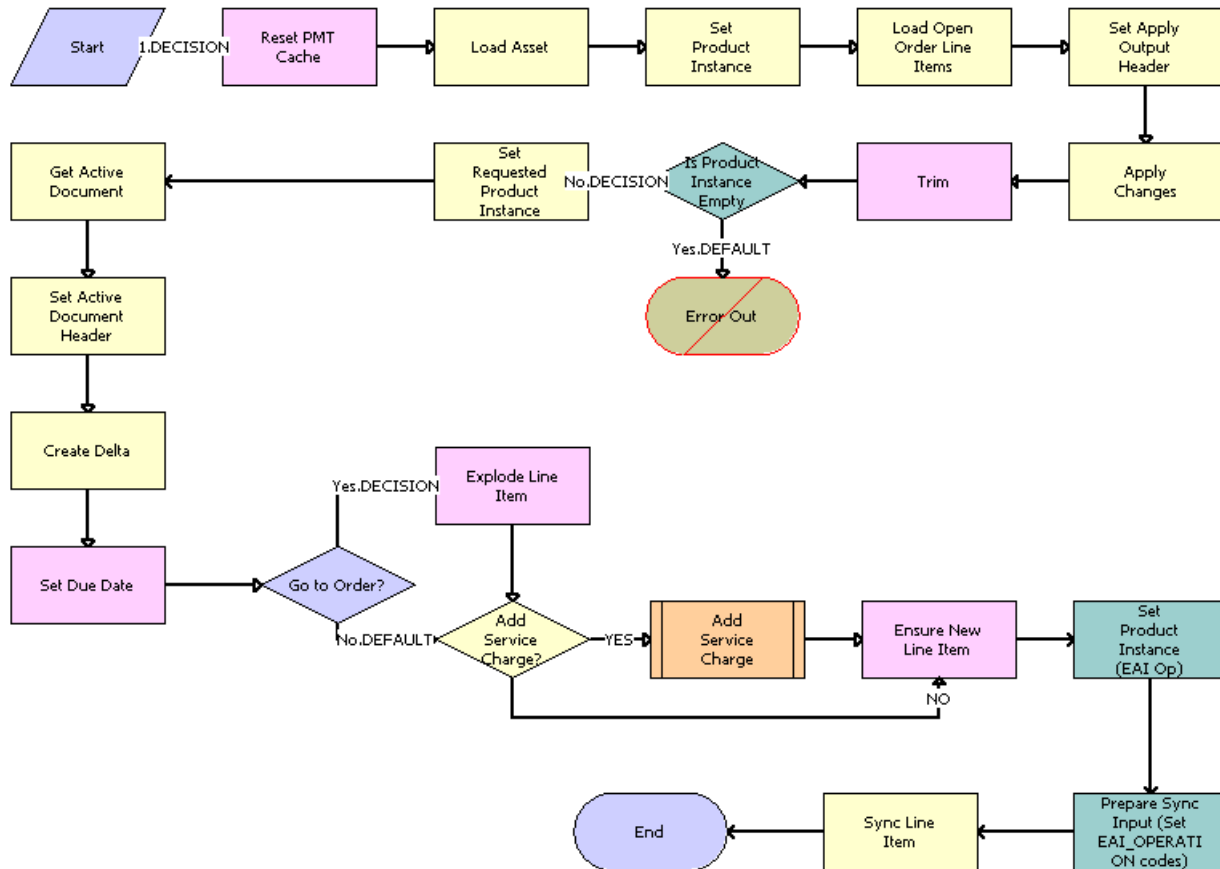 Start
1.DECISION
Reset PMT
Cache
Load Asset
Set
Product
Instance
Load Open
Order Line
Items
Set Apply
Output
Header
Get Active
Document
Set
Requested
Product
Instance
No.DECISION
Is Product
Instance
Empty
Trim
Apply
Changes
Yes.DEFAULT
Error Out
Set Active
Document
Header
Create Delta
Yes.DECISION
Explode Line
Item
Set Due Date
Go to Order?
No.DEFAULT
Add
Service
Charge?
YES
Add
Service
Charge
Ensure New
Line Item
Set
Product
Instance
(EAI Op)
NO
End
Sync Line
Item
Prepare Sync
Input (Set
EAI_OPERATI
ON codes)